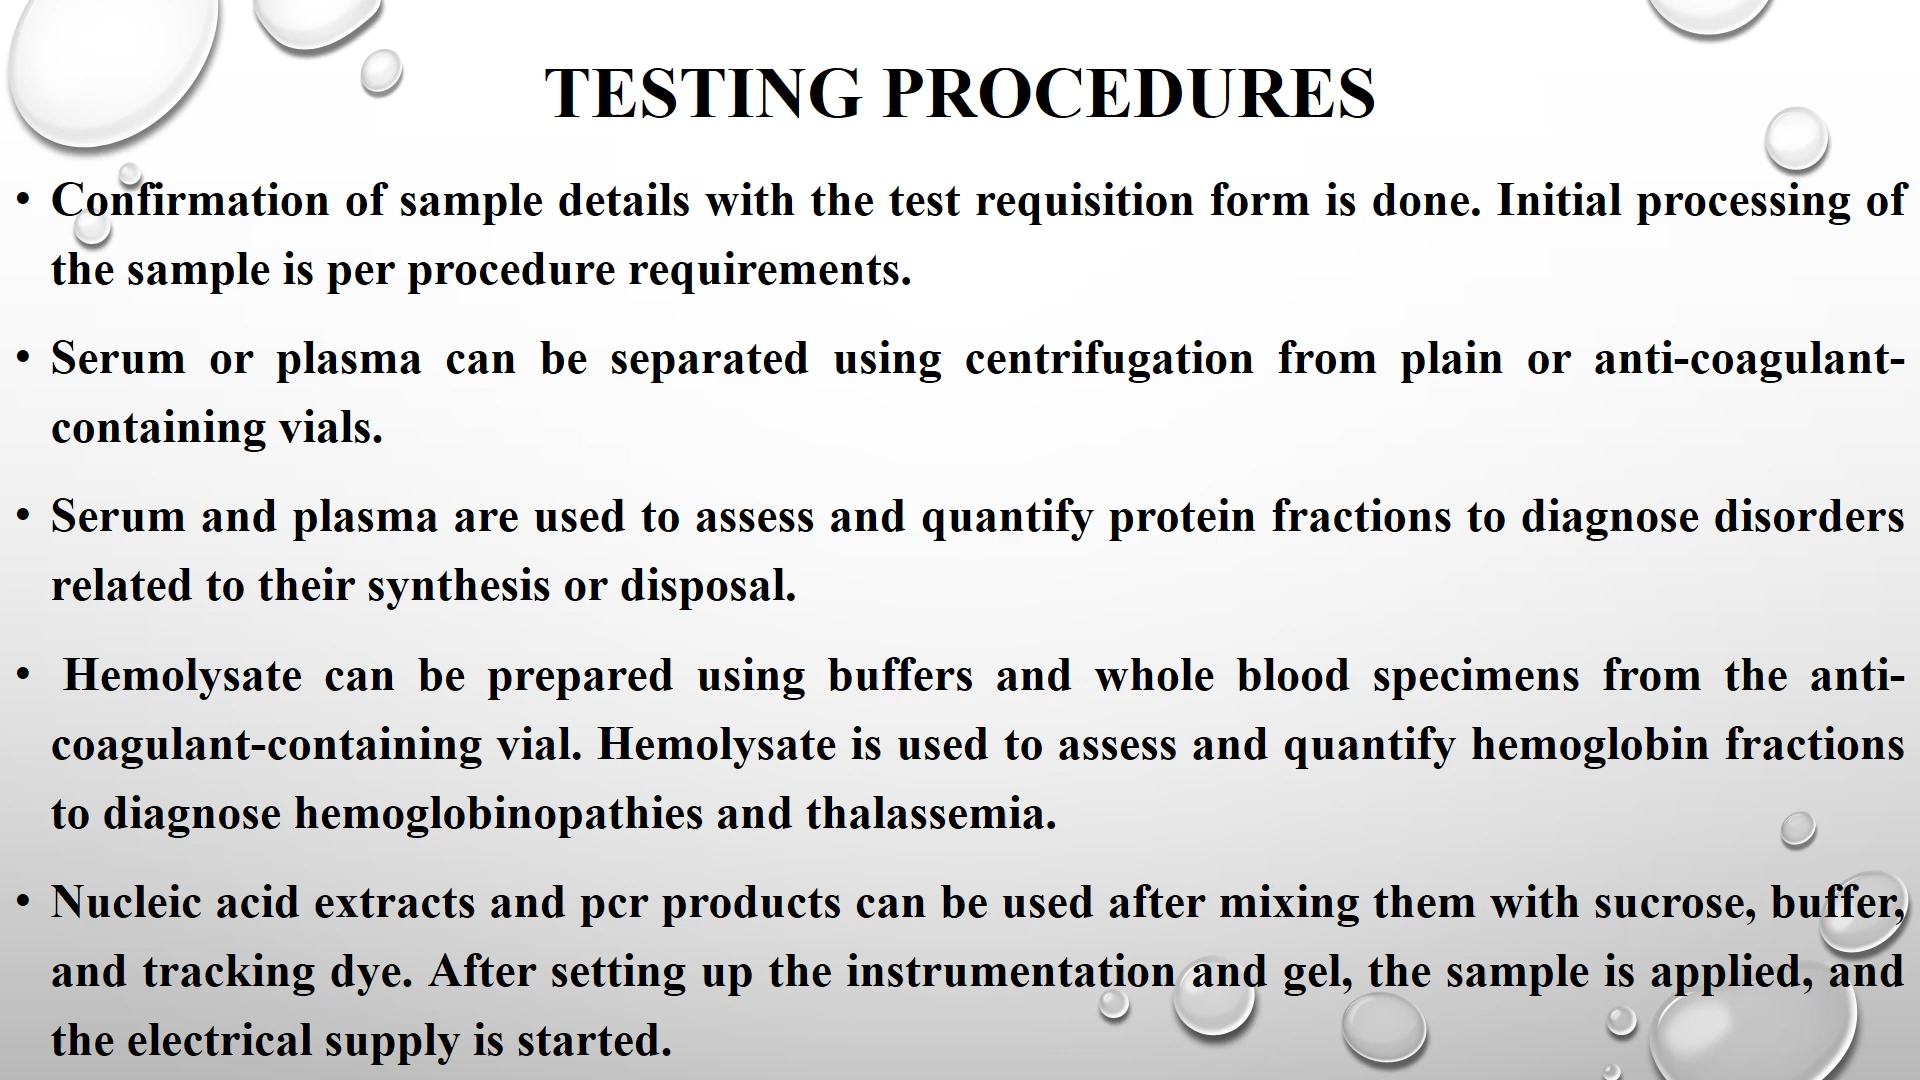 TESTING PROCEDURES
• Confirmation of sample details with the test requisition form is done. Initial processing of
the sample is per procedure requirements.
• Serum or plasma can be separated using centrifugation from plain or anti-coagulant-
containing vials.
• Serum and plasma are used to assess and quantify protein fractions to diagnose disorders
related to their synthesis or disposal.
• Hemolysate can be prepared using buffers and whole blood specimens from the anti-
coagulant-containing vial. Hemolysate is used to assess and quantify hemoglobin fractions
to diagnose hemoglobinopathies and thalassemia.
• Nucleic acid extracts and pcr products can be used after mixing them with sucrose, buffer,
and tracking dye. After setting up the instrumentation and gel, the sample is applied, and
the electrical supply is started.